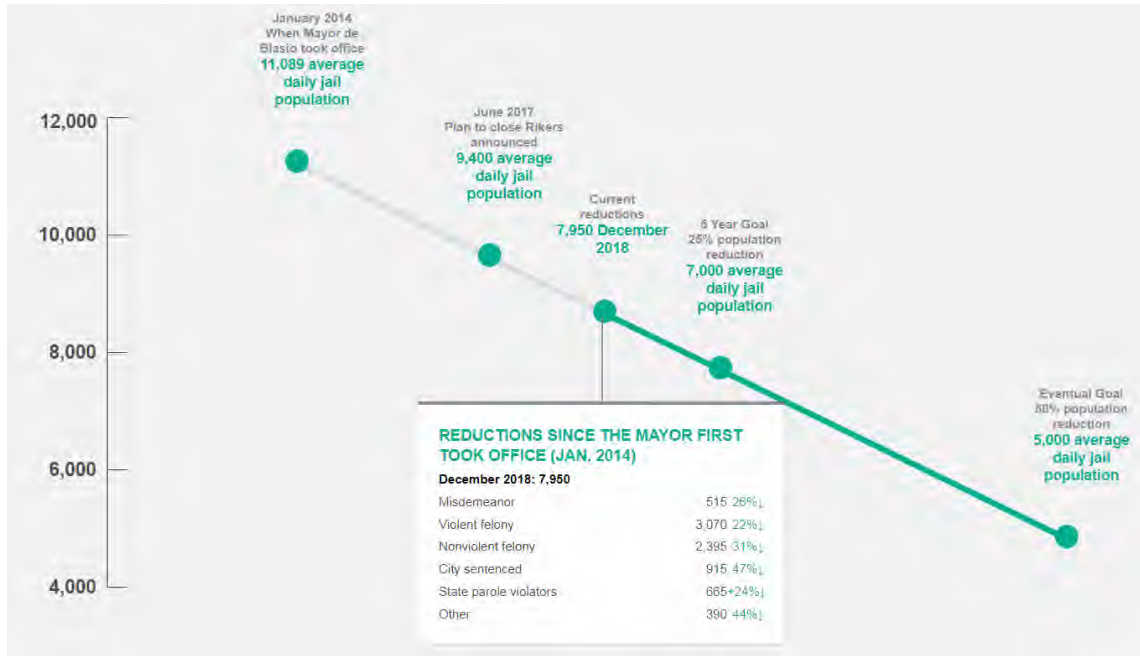 January 2014
When Mayor de
Blasio took office
11,089 average
daily jail
population
June 2017
Plan to close Rikers
announced
9,400 average
daily jail
population
Current
reductions
7,950 December
2018
5 Year Goal
25% population
reduction
7,000 average
daily jail
population
Eventual Goal
50% population
reduction
5,000 average
daily jail
population
12,000
10,000
8,000
6,000
4,000
REDUCTIONS SINCE THE MAYOR FIRST
TOOK OFFICE (JAN. 2014)
December 2018: 7,950
Misdemeanor 515 26%↓
Violent felony 3,070 22%↓
Nonviolent felony 2,395 31%↓
City sentenced 915 47%↓
State parole violators 665+24%↓
Other 390 44%↓